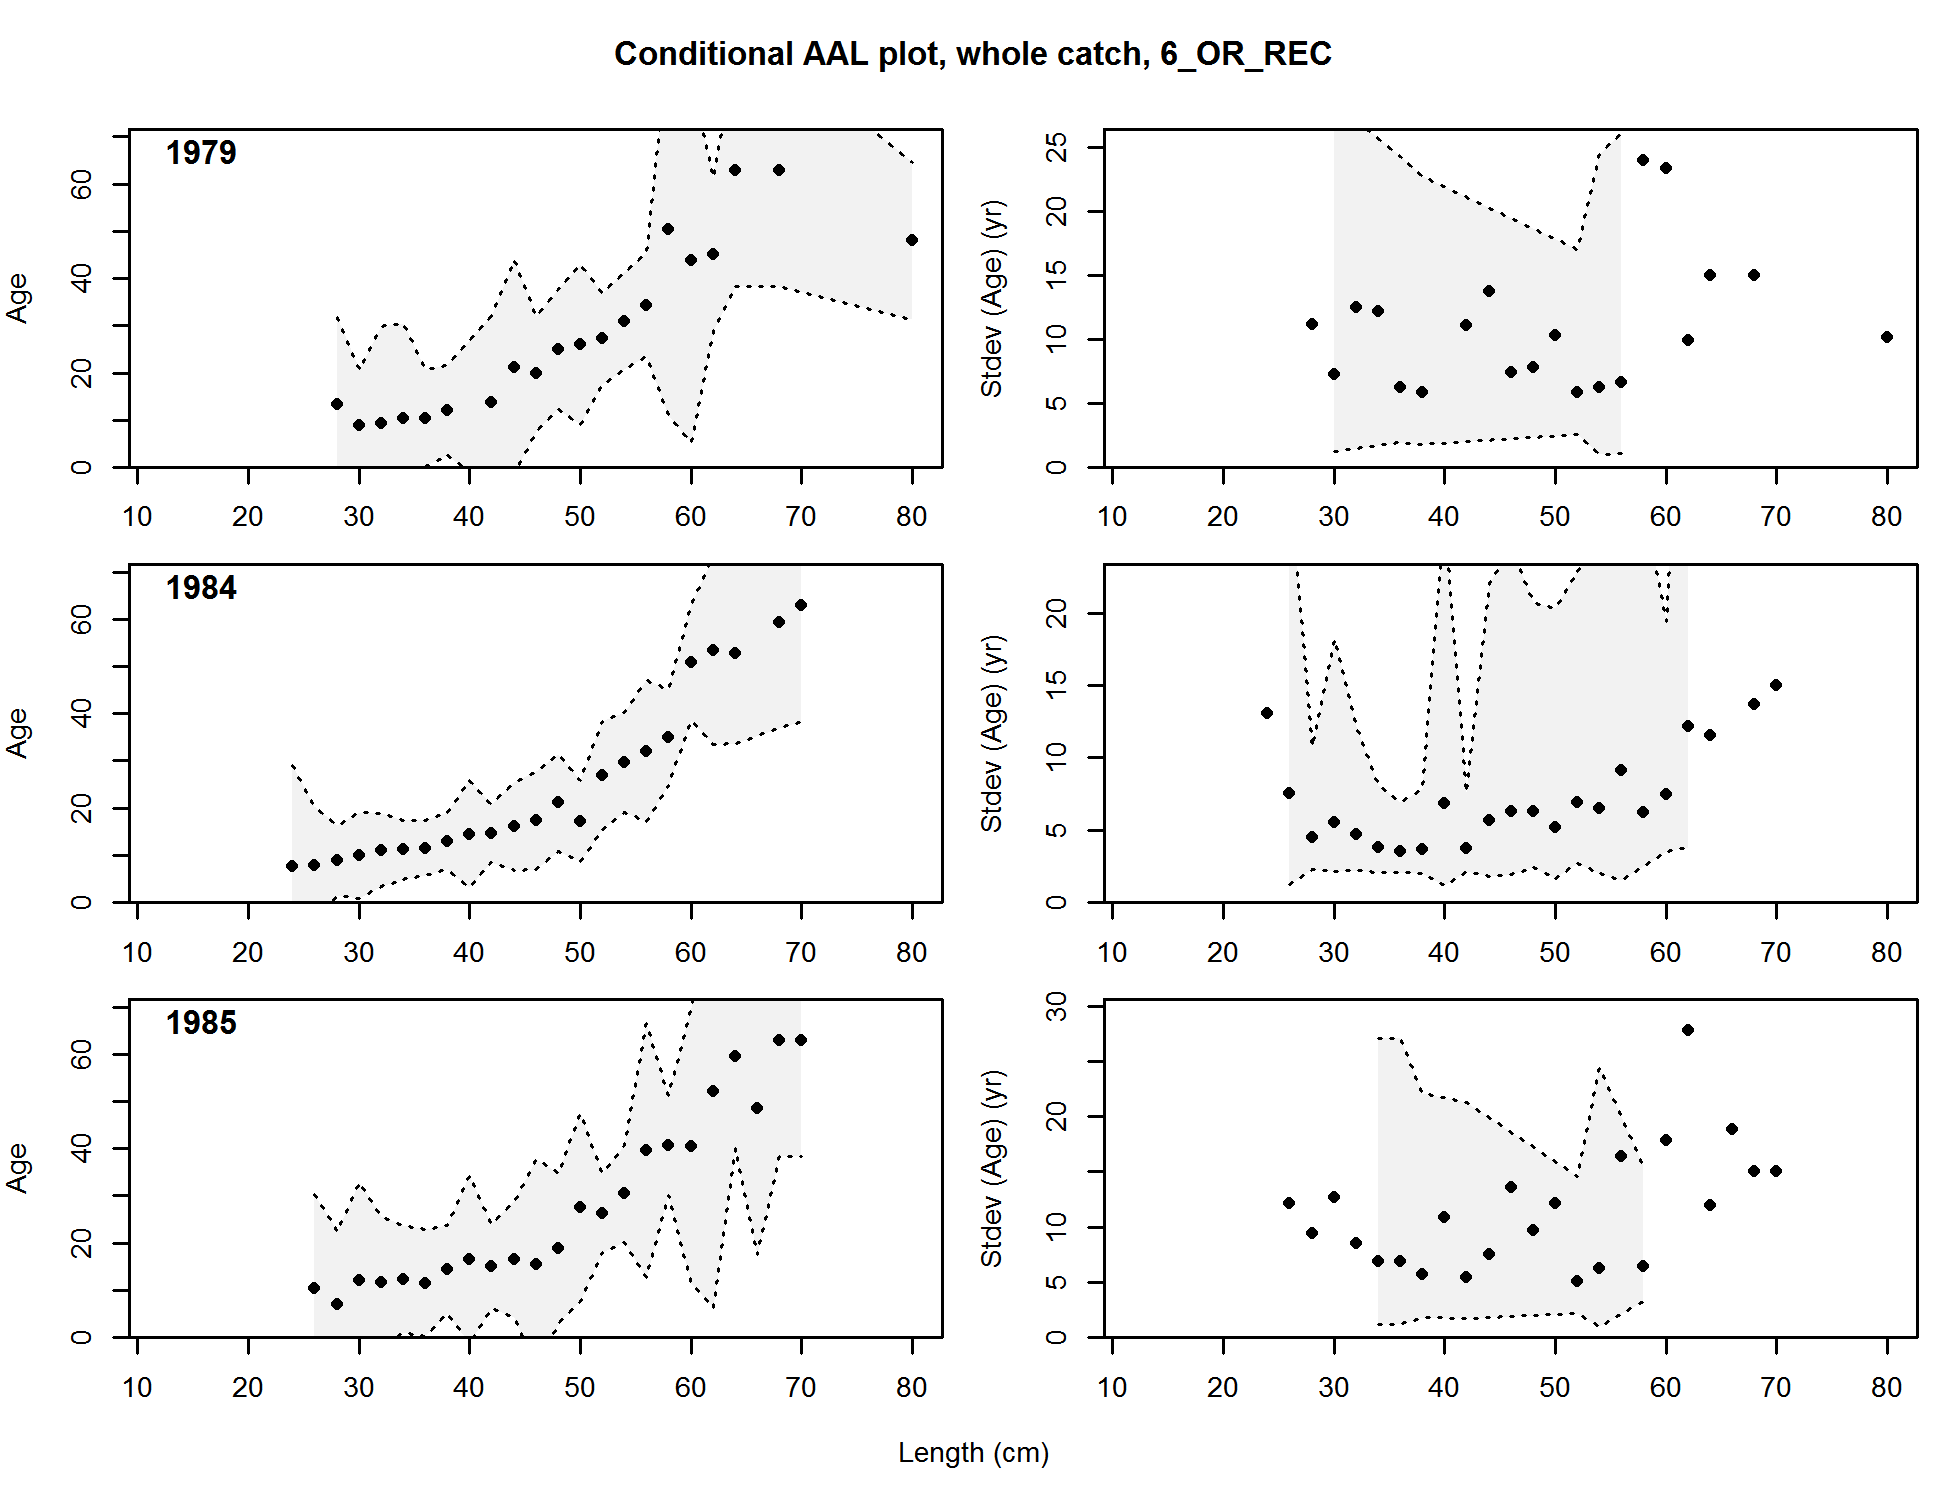 Conditional AAL plot, whole catch, 6_OR_REC
1979
Age
0 20 40 60
10 20 30 40 50 60 70 80
Stdev (Age) (yr)
0 5 10 15 20 25
10 20 30 40 50 60 70 80
1984
Age
0 20 40 60
10 20 30 40 50 60 70 80
Stdev (Age) (yr)
0 5 10 15 20
10 20 30 40 50 60 70 80
1985
Age
0 20 40 60
10 20 30 40 50 60 70 80
Stdev (Age) (yr)
0 5 10 20 30
10 20 30 40 50 60 70 80
Length (cm)